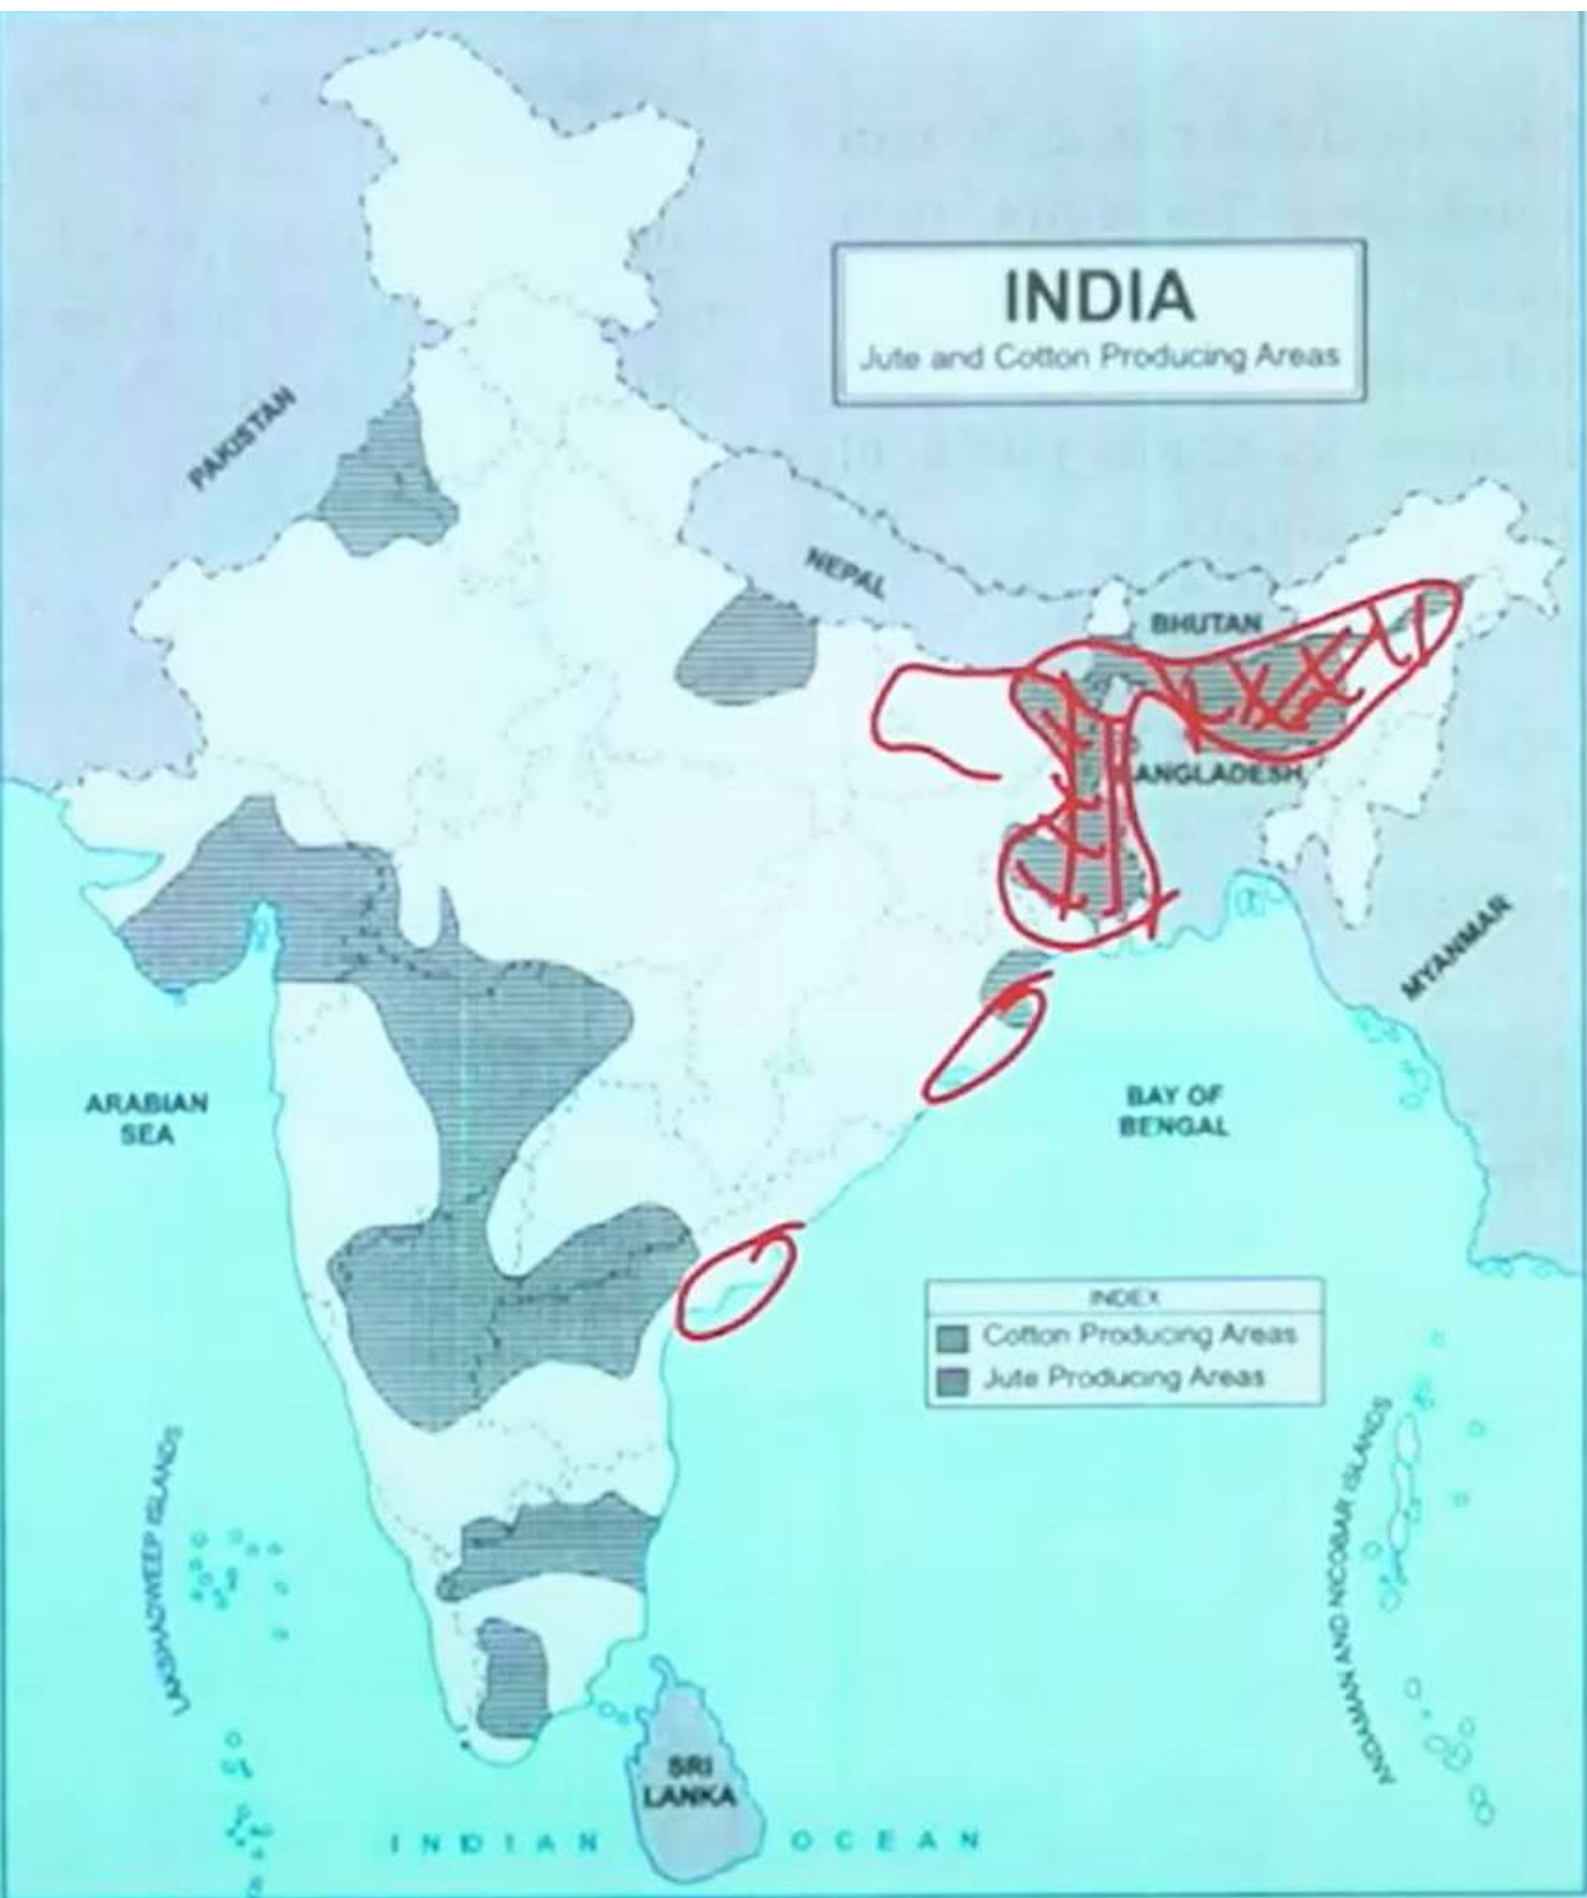 INDIA
Jute and Cotton Producing Areas
PAKISTAN
NEPAL
BHUTAN
ANGLADESH
MYANMAR
ARABIAN
SEA
BAY OF
BENGAL
INDEX
Cotton Producing Areas
Jute Producing Areas
LAKSHADWEEP ISLANDS
ANDAMAN AND NICOBAR ISLANDS
SRI
LANKA
INDIAN OCEAN